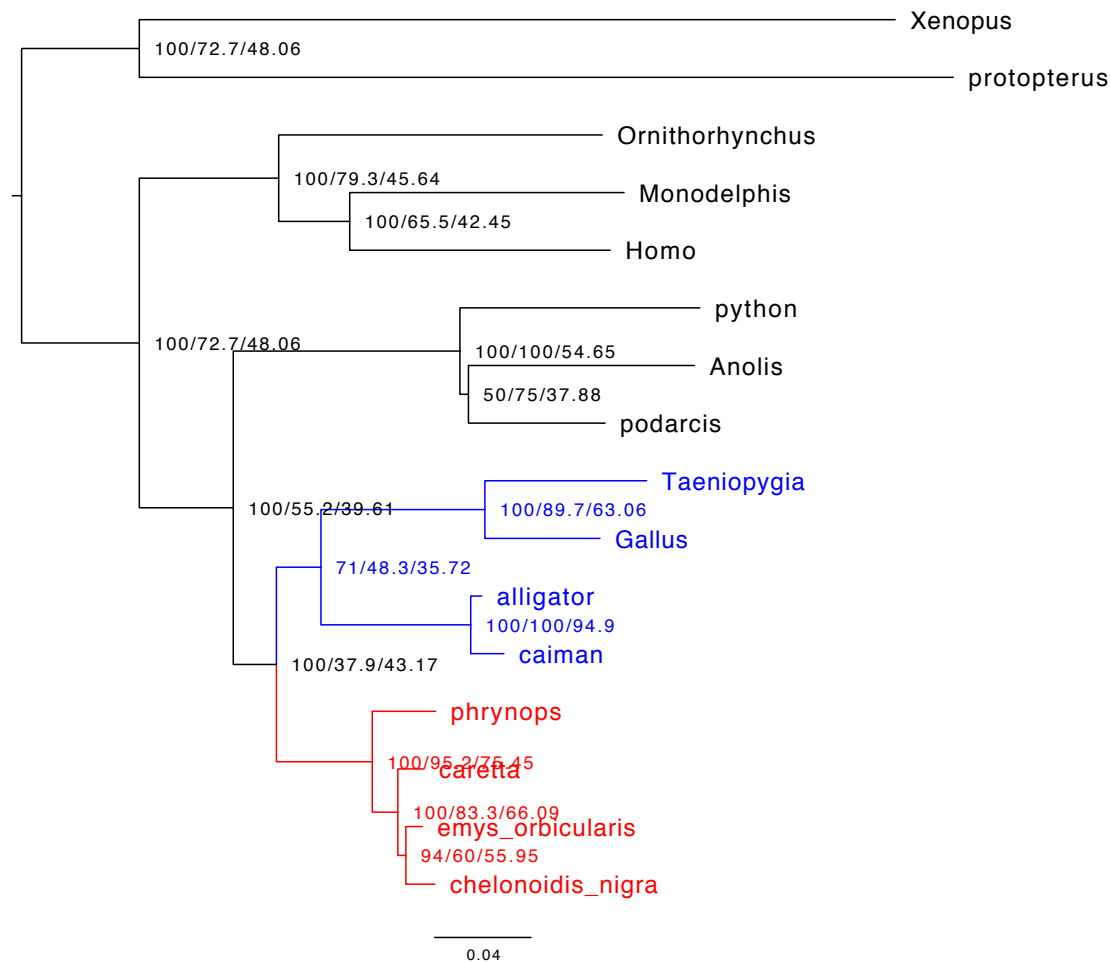 Xenopus
100/72.7/48.06
protopterus
Ornithorhynchus
100/79.3/45.64
Monodelphis
100/65.5/42.45
Homo
python
100/72.7/48.06
100/100/54.65
Anolis
50/75/37.88
podarcis
Taeniopygia
100/55.2/39.61
100/89.7/63.06
Gallus
71/48.3/35.72
alligator
100/100/94.9
caiman
100/37.9/43.17
phrynops
100/95.2/75.45
caretta
100/83.3/66.09
emys_orbicularis
94/60/55.95
chelonoidis_nigra
0.04